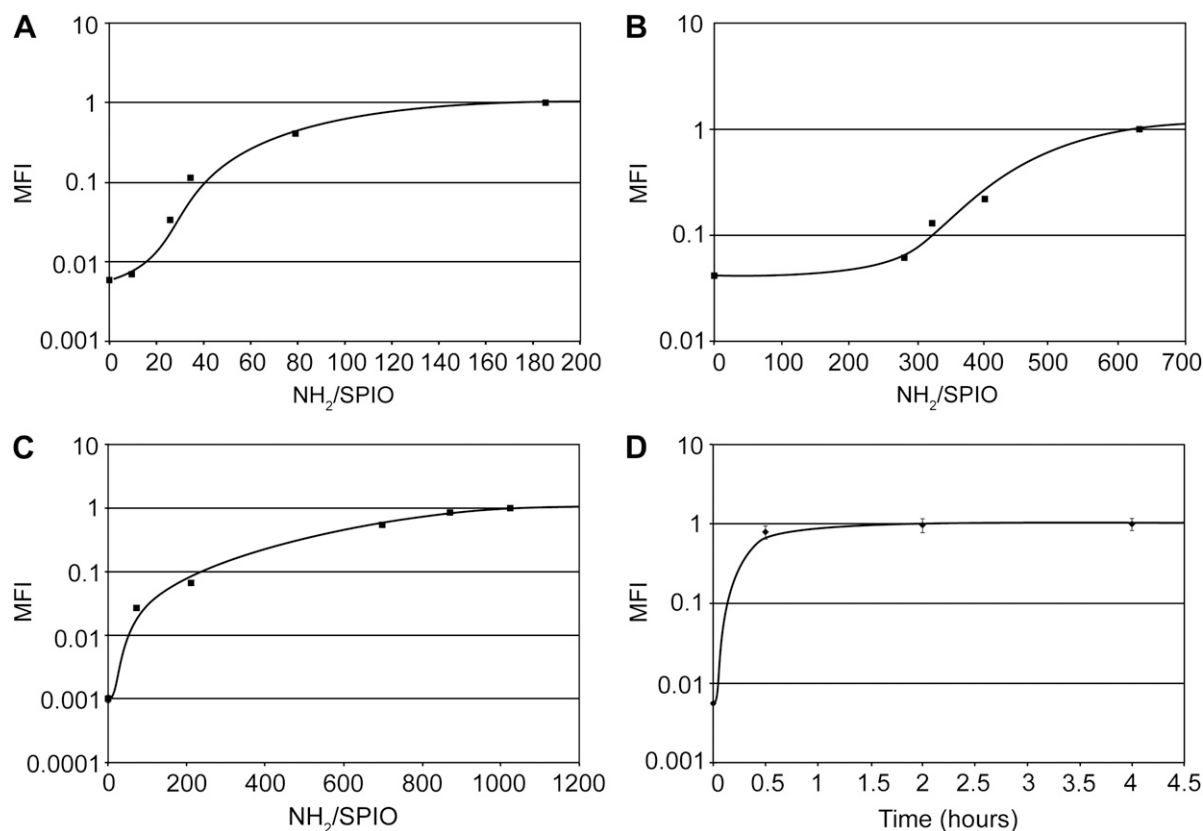 A
10
1
0.1
0.01
0.001
MFI
0 20 40 60 80 100 120 140 160 180 200
NH₂/SPIO
B
10
1
0.1
0.01
MFI
0 100 200 300 400 500 600 700
NH₂/SPIO
C
10
1
0.1
0.01
0.001
0.0001
MFI
0 200 400 600 800 1000 1200
NH₂/SPIO
D
10
1
0.1
0.01
0.001
MFI
0 0.5 1 1.5 2 2.5 3 3.5 4 4.5
Time (hours)